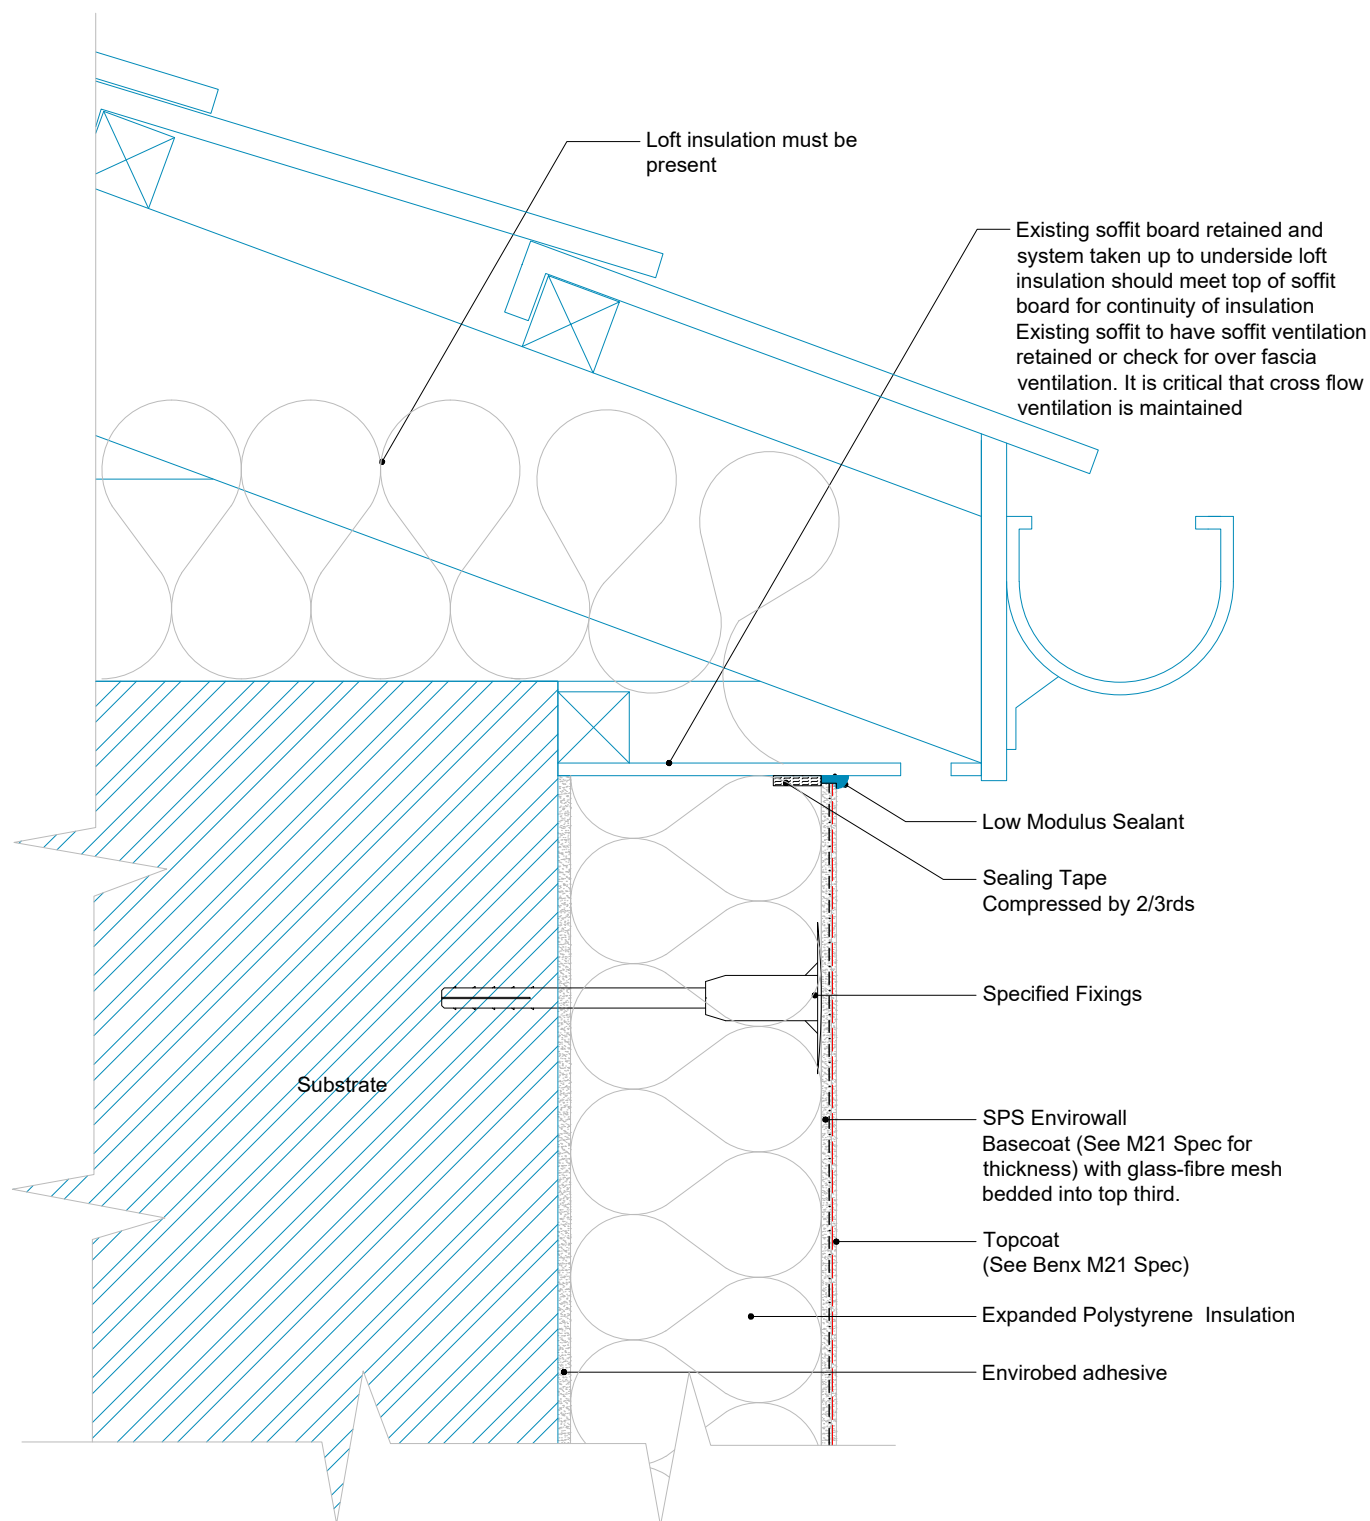 Loft insulation must be
present
Existing soffit board retained and
system taken up to underside loft
insulation should meet top of soffit
board for continuity of insulation
Existing soffit to have soffit ventilation
retained or check for over fascia
ventilation. It is critical that cross flow
ventilation is maintained
Low Modulus Sealant
Sealing Tape
Compressed by 2/3rds
Specified Fixings
Substrate
SPS Envirowall
Basecoat (See M21 Spec for
thickness) with glass-fibre mesh
bedded into top third.
Topcoat
(See Benx M21 Spec)
Expanded Polystyrene  Insulation
Envirobed adhesive